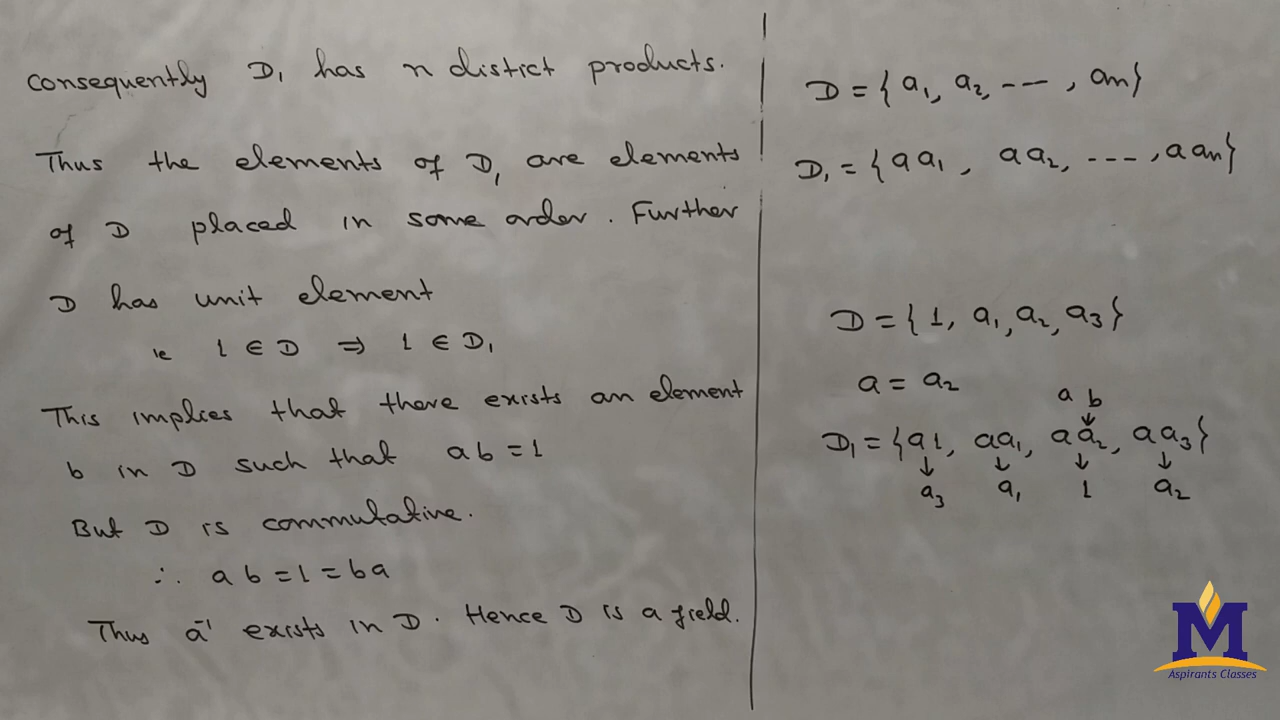 consequently D₁ has n distict products.
Thus the elements of D₁ are elements
of D placed in some order. Further
D has unit element
ie 1 ∈ D ⇒ 1 ∈ D₁
This implies that there exists an element
b in D such that ab = 1
But D is commutative.
∴ ab = 1 = ba
Thus a⁻¹ exists in D. Hence D is a field.
D = {a₁, a₂, ---, an}
D₁ = {aa₁, aa₂, ----, aan}
D = {1, a₁, a₂, a₃}
a = a₂
a b
↓
D₁ = {a1, aa₁, aa₂, aa₃}
↓ ↓ ↓ ↓
a₃ a₁ 1 a₂
M
Aspirants Classes